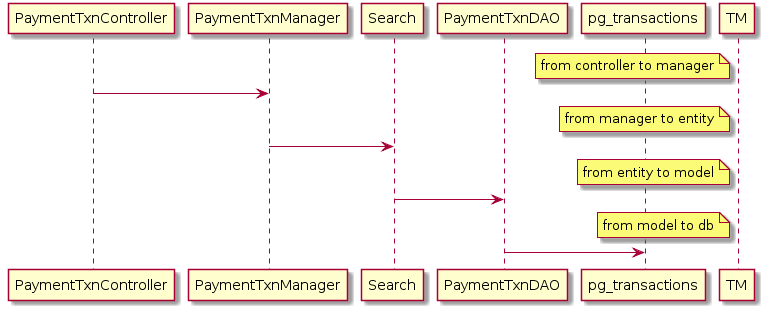 PaymentTxnController PaymentTxnManager Search PaymentTxnDAO pg_transactions TM
from controller to manager
from manager to entity
from entity to model
from model to db
PaymentTxnController PaymentTxnManager Search PaymentTxnDAO pg_transactions TM